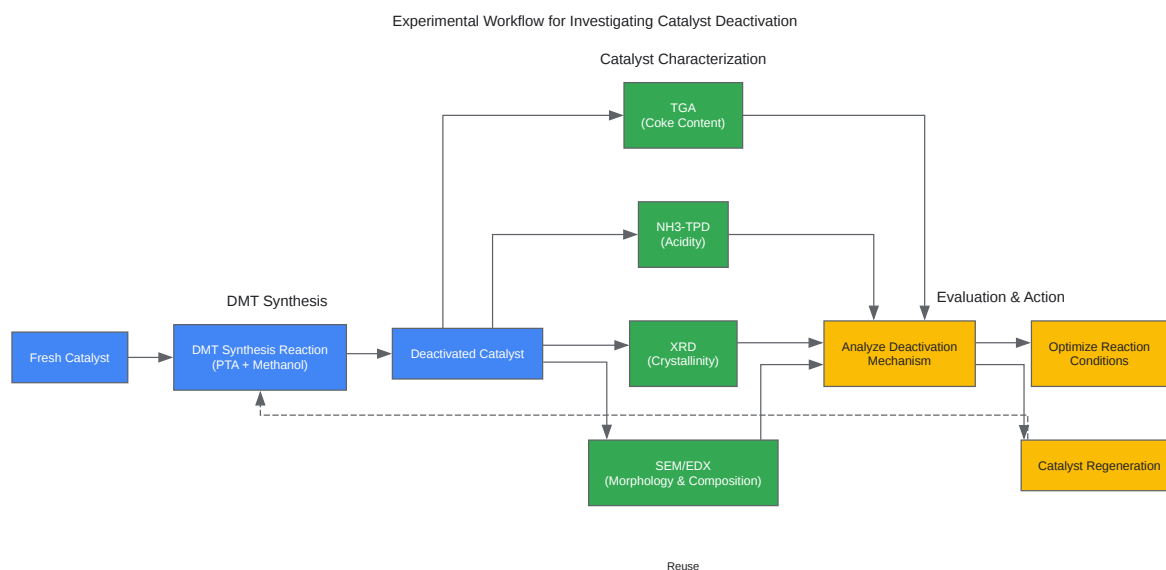 Experimental Workflow for Investigating Catalyst Deactivation
Catalyst Characterization
TGA
(Coke Content)
NH3-TPD
(Acidity)
DMT Synthesis
Evaluation & Action
Fresh Catalyst
DMT Synthesis Reaction
(PTA + Methanol)
Deactivated Catalyst
XRD
(Crystallinity)
Analyze Deactivation
Mechanism
Optimize Reaction
Conditions
SEM/EDX
(Morphology & Composition)
Catalyst Regeneration
Reuse